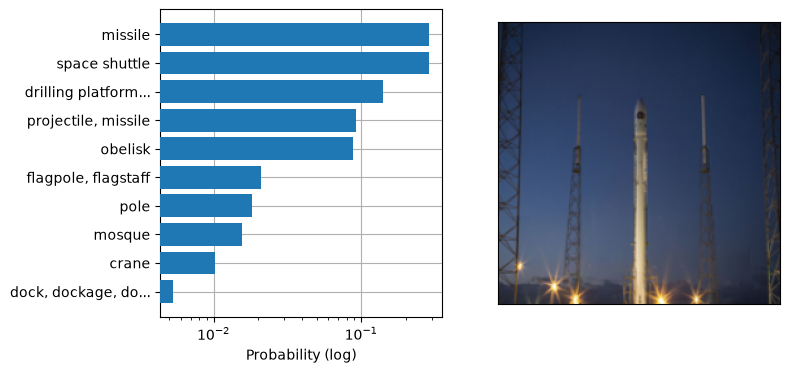 missile
space shuttle
drilling platform...
projectile, missile
obelisk
flagpole, flagstaff
pole
mosque
crane
dock, dockage, do...
10⁻² 10⁻¹
Probability (log)